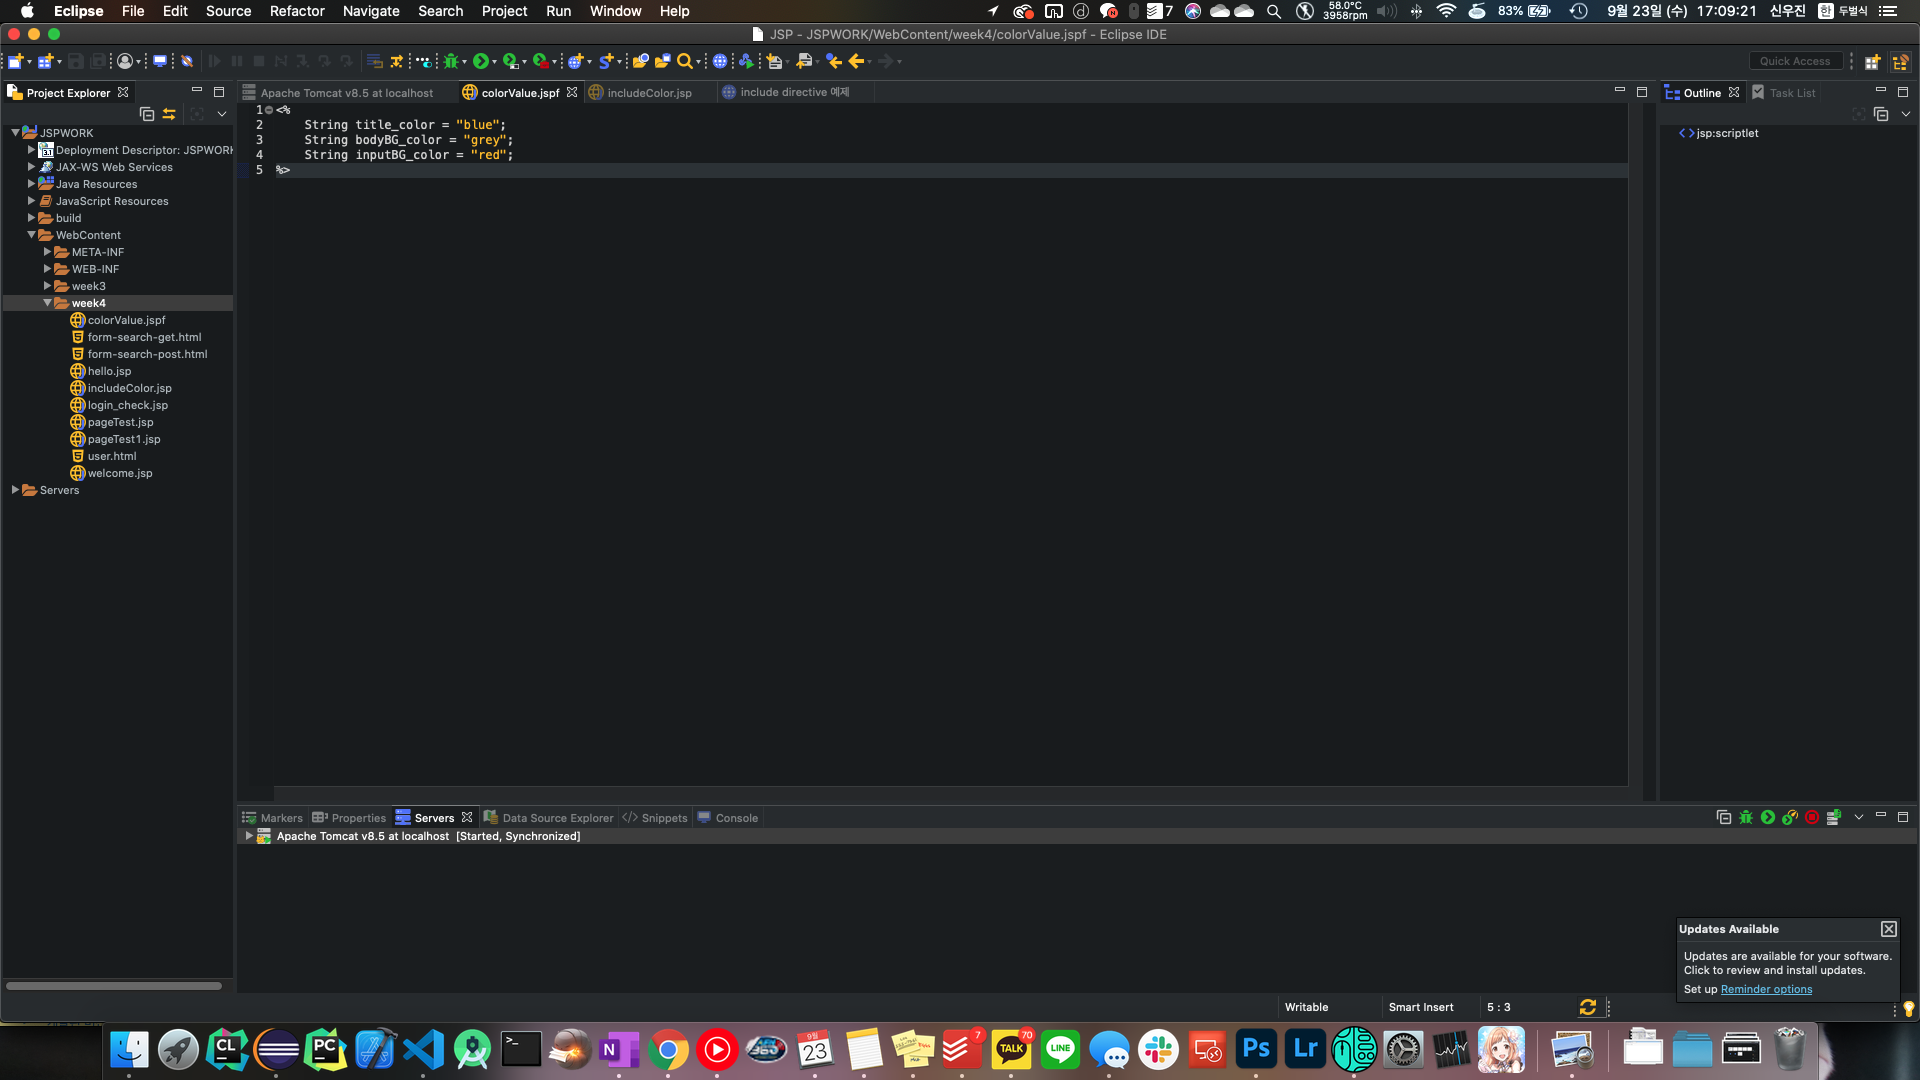 Eclipse File Edit Source Refactor Navigate Search Project Run Window Help
7 58.0°C 3958rpm 83% 9월 23일 (수) 17:09:21 신우진 한 두벌식
JSP - JSPWORK/WebContent/week4/colorValue.jspf - Eclipse IDE
Quick Access
Project Explorer
Apache Tomcat v8.5 at localhost
colorValue.jspf
includeColor.jsp
include directive 예제
Outline
Task List
JSPWORK
Deployment Descriptor: JSPWORK
JAX-WS Web Services
Java Resources
JavaScript Resources
build
WebContent
META-INF
WEB-INF
week3
week4
colorValue.jspf
form-search-get.html
form-search-post.html
hello.jsp
includeColor.jsp
login_check.jsp
pageTest.jsp
pageTest1.jsp
user.html
welcome.jsp
Servers
1 <%
2 String title_color = "blue";
3 String bodyBG_color = "grey";
4 String inputBG_color = "red";
5 %>
jsp:scriptlet
Markers
Properties
Servers
Data Source Explorer
Snippets
Console
Apache Tomcat v8.5 at localhost [Started, Synchronized]
Updates Available
Updates are available for your software.
Click to review and install updates.
Set up Reminder options
Writable
Smart Insert
5 : 3
CL
PC
N
9월
23
7
TALK
70
LINE
Ps
Lr